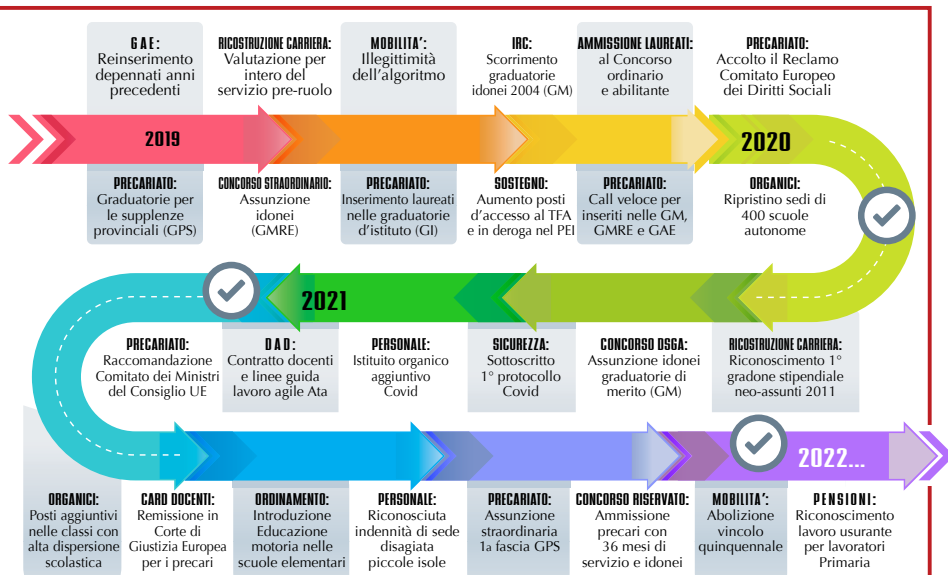 GAE:
Reinserimento
depennati anni
precedenti
RICOSTRUZIONE CARRIERA:
Valutazione per
intero del
servizio pre-ruolo
MOBILITA':
Illegittimità
dell'algoritmo
IRC:
Scorrimento
graduatorie
idonei 2004 (GM)
AMMISSIONE LAUREATI:
al Concorso
ordinario
e abilitante
PRECARIATO:
Accolto il Reclamo
Comitato Europeo
dei Diritti Sociali
2019
2020
PRECARIATO:
Graduatorie per
le supplenze
provinciali (GPS)
CONCORSO STRAORDINARIO:
Assunzione
idonei
(GMRE)
PRECARIATO:
Inserimento laureati
nelle graduatorie
d'istituto (GI)
SOSTEGNO:
Aumento posti
d'accesso al TFA
e in deroga nel PEI
PRECARIATO:
Call veloce per
inseriti nelle GM,
GMRE e GAE
ORGANICI:
Ripristino sedi di
400 scuole
autonome
2021
PRECARIATO:
Raccomandazione
Comitato dei Ministri
del Consiglio UE
DAD:
Contratto docenti
e linee guida
lavoro agile Ata
PERSONALE:
Istituito organico
aggiuntivo
Covid
SICUREZZA:
Sottoscritto
1° protocollo
Covid
CONCORSO DSGA:
Assunzione idonei
graduatorie di
merito (GM)
RICOSTRUZIONE CARRIERA:
Riconoscimento 1°
gradone stipendiale
neo-assunti 2011
2022...
ORGANICI:
Posti aggiuntivi
nelle classi con
alta dispersione
scolastica
CARD DOCENTI:
Remissione in
Corte di
Giustizia Europea
per i precari
ORDINAMENTO:
Introduzione
Educazione
motoria nelle
scuole elementari
PERSONALE:
Riconosciuta
indennità di sede
disagiata
piccole isole
PRECARIATO:
Assunzione
straordinaria
1a fascia GPS
CONCORSO RISERVATO:
Ammissione
precari con
36 mesi di
servizio e idonei
MOBILITA':
Abolizione
vincolo
quinquennale
PENSIONI:
Riconoscimento
lavoro usurante
per lavoratori
Primaria